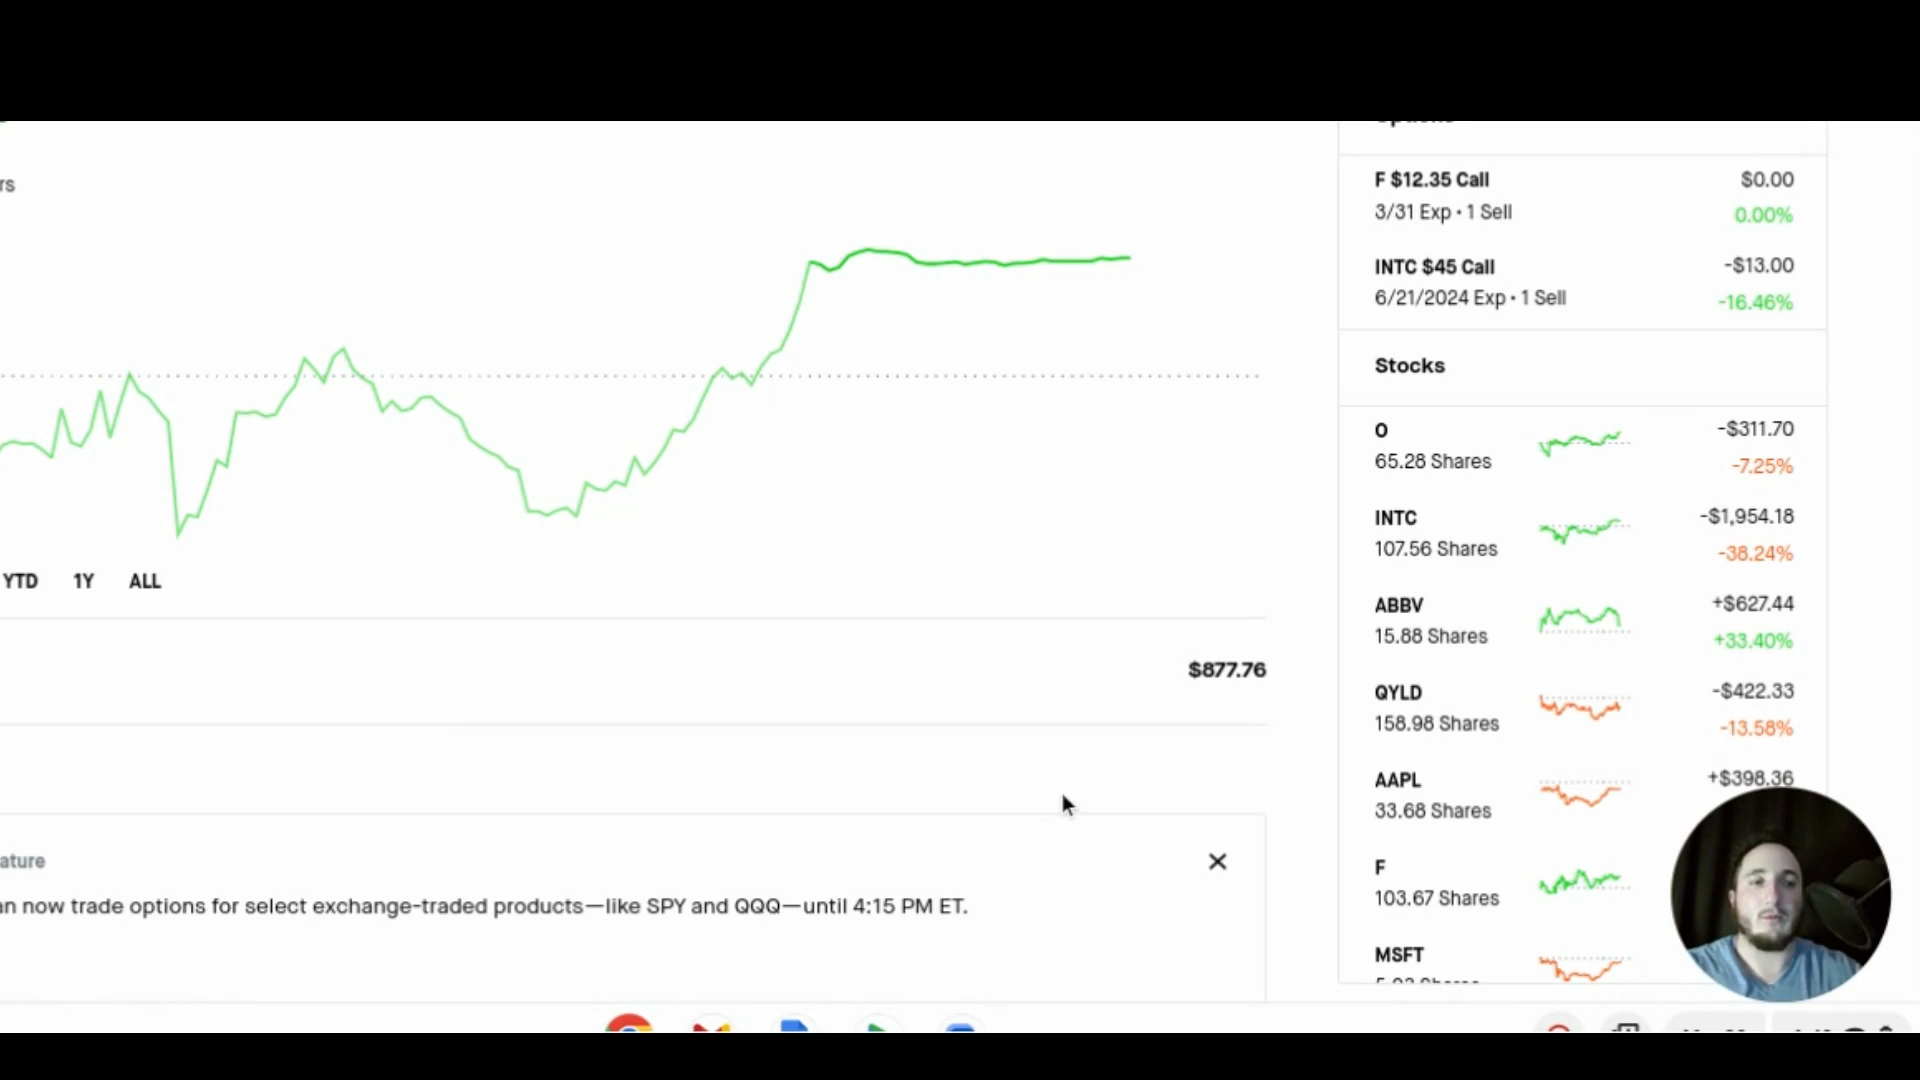 rs
YTD 1Y ALL
$877.76
ature
an now trade options for select exchange-traded products—like SPY and QQQ—until 4:15 PM ET.
F $12.35 Call $0.00
3/31 Exp • 1 Sell 0.00%
INTC $45 Call -$13.00
6/21/2024 Exp • 1 Sell -16.46%
Stocks
O -$311.70
65.28 Shares -7.25%
INTC -$1,954.18
107.56 Shares -38.24%
ABBV +$627.44
15.88 Shares +33.40%
QYLD -$422.33
158.98 Shares -13.58%
AAPL +$398.36
33.68 Shares
F
103.67 Shares
MSFT